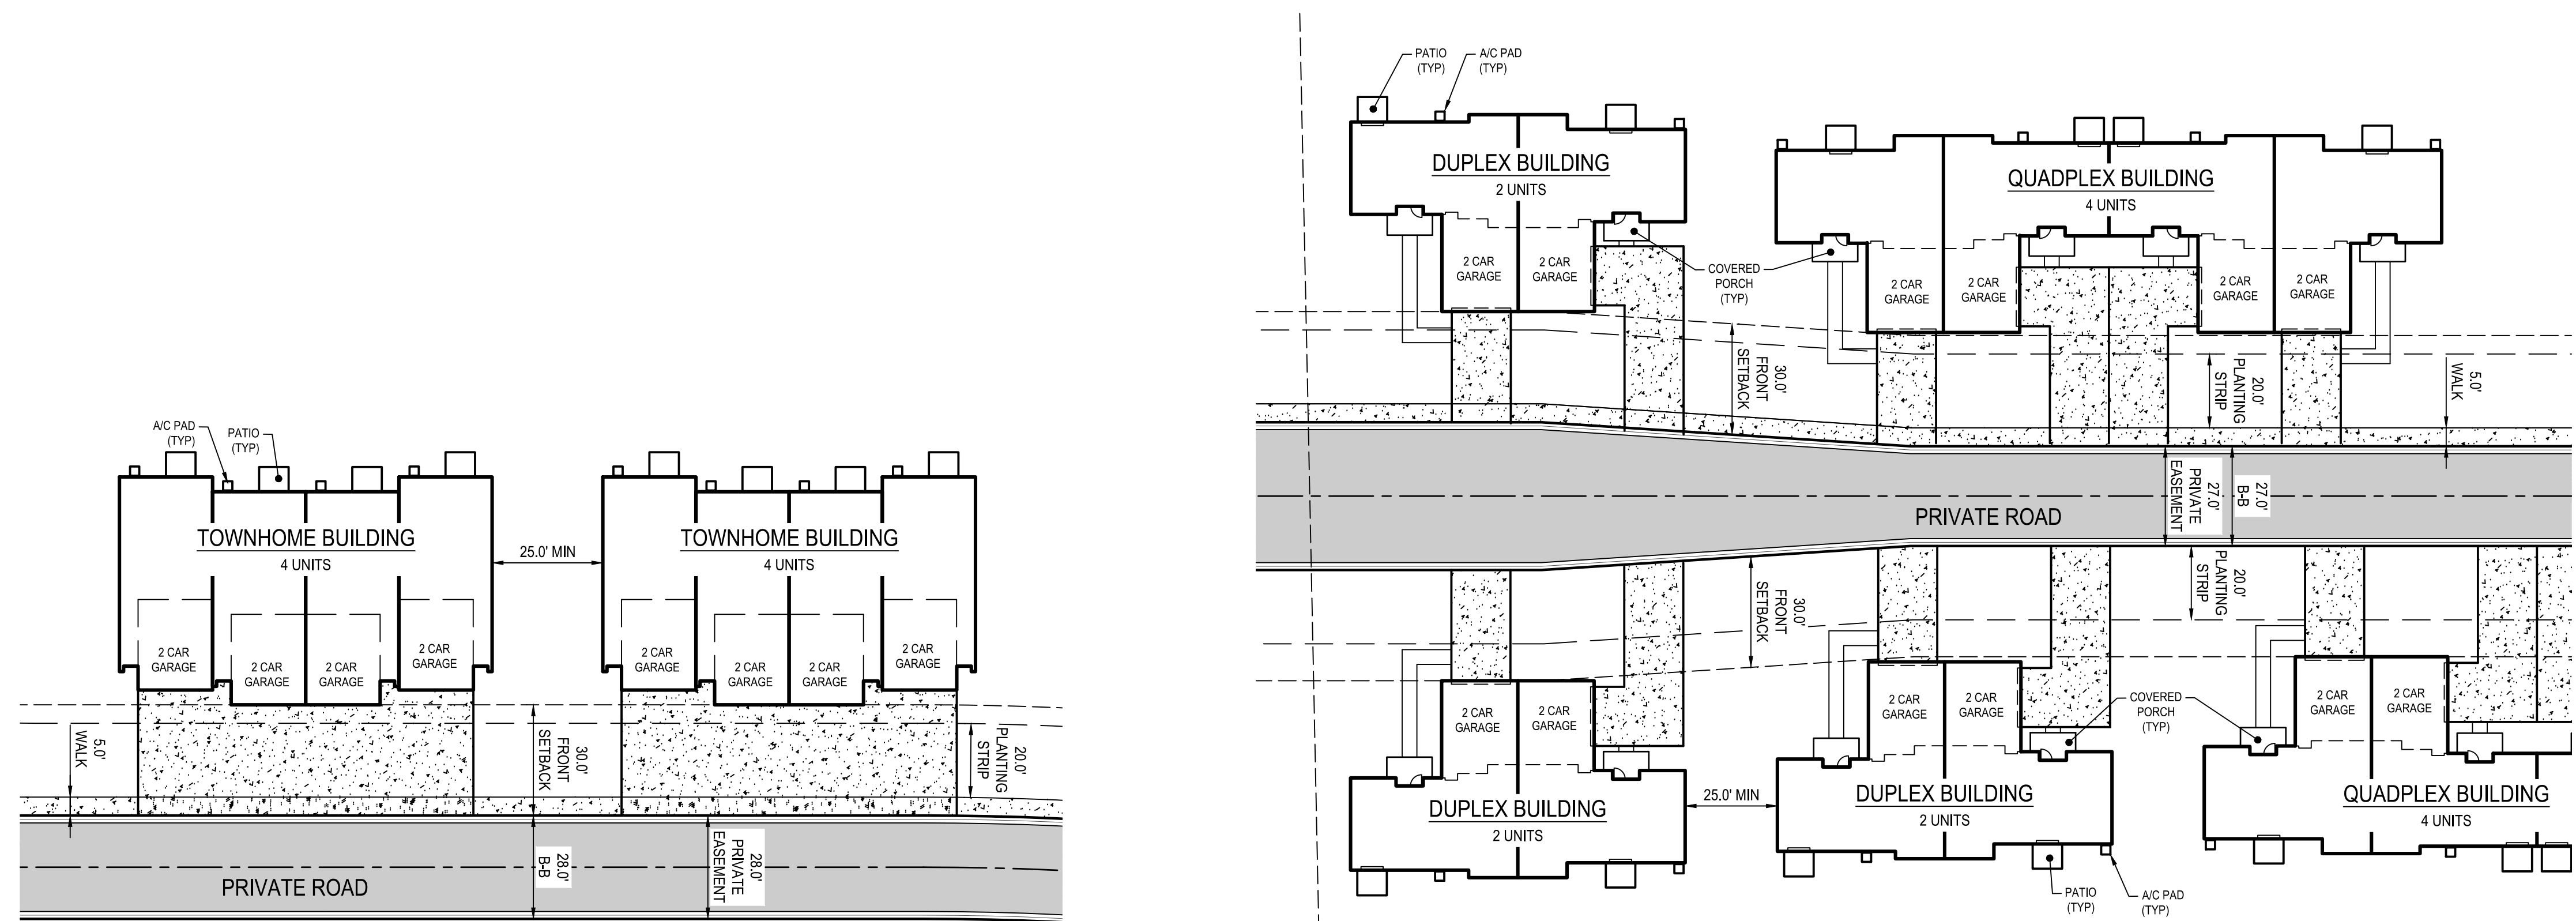 A/C PAD
(TYP)
PATIO
(TYP)
TOWNHOME BUILDING
4 UNITS
2 CAR
GARAGE
2 CAR
GARAGE
2 CAR
GARAGE
2 CAR
GARAGE
25.0' MIN
TOWNHOME BUILDING
4 UNITS
2 CAR
GARAGE
2 CAR
GARAGE
2 CAR
GARAGE
2 CAR
GARAGE
5.0'
WALK
30.0'
FRONT
SETBACK
20.0'
PLANTING
STRIP
28.0'
B-B
28.0'
PRIVATE
EASEMENT
PRIVATE ROAD
PATIO
(TYP)
A/C PAD
(TYP)
DUPLEX BUILDING
2 UNITS
2 CAR
GARAGE
2 CAR
GARAGE
COVERED
PORCH
(TYP)
QUADPLEX BUILDING
4 UNITS
2 CAR
GARAGE
2 CAR
GARAGE
2 CAR
GARAGE
2 CAR
GARAGE
30.0'
FRONT
SETBACK
20.0'
PLANTING
STRIP
5.0'
WALK
PRIVATE ROAD
27.0'
PRIVATE
EASEMENT
27.0'
B-B
30.0'
FRONT
SETBACK
20.0'
PLANTING
STRIP
2 CAR
GARAGE
2 CAR
GARAGE
DUPLEX BUILDING
2 UNITS
25.0' MIN
2 CAR
GARAGE
2 CAR
GARAGE
DUPLEX BUILDING
2 UNITS
COVERED
PORCH
(TYP)
2 CAR
GARAGE
2 CAR
GARAGE
QUADPLEX BUILDING
4 UNITS
PATIO
(TYP)
A/C PAD
(TYP)